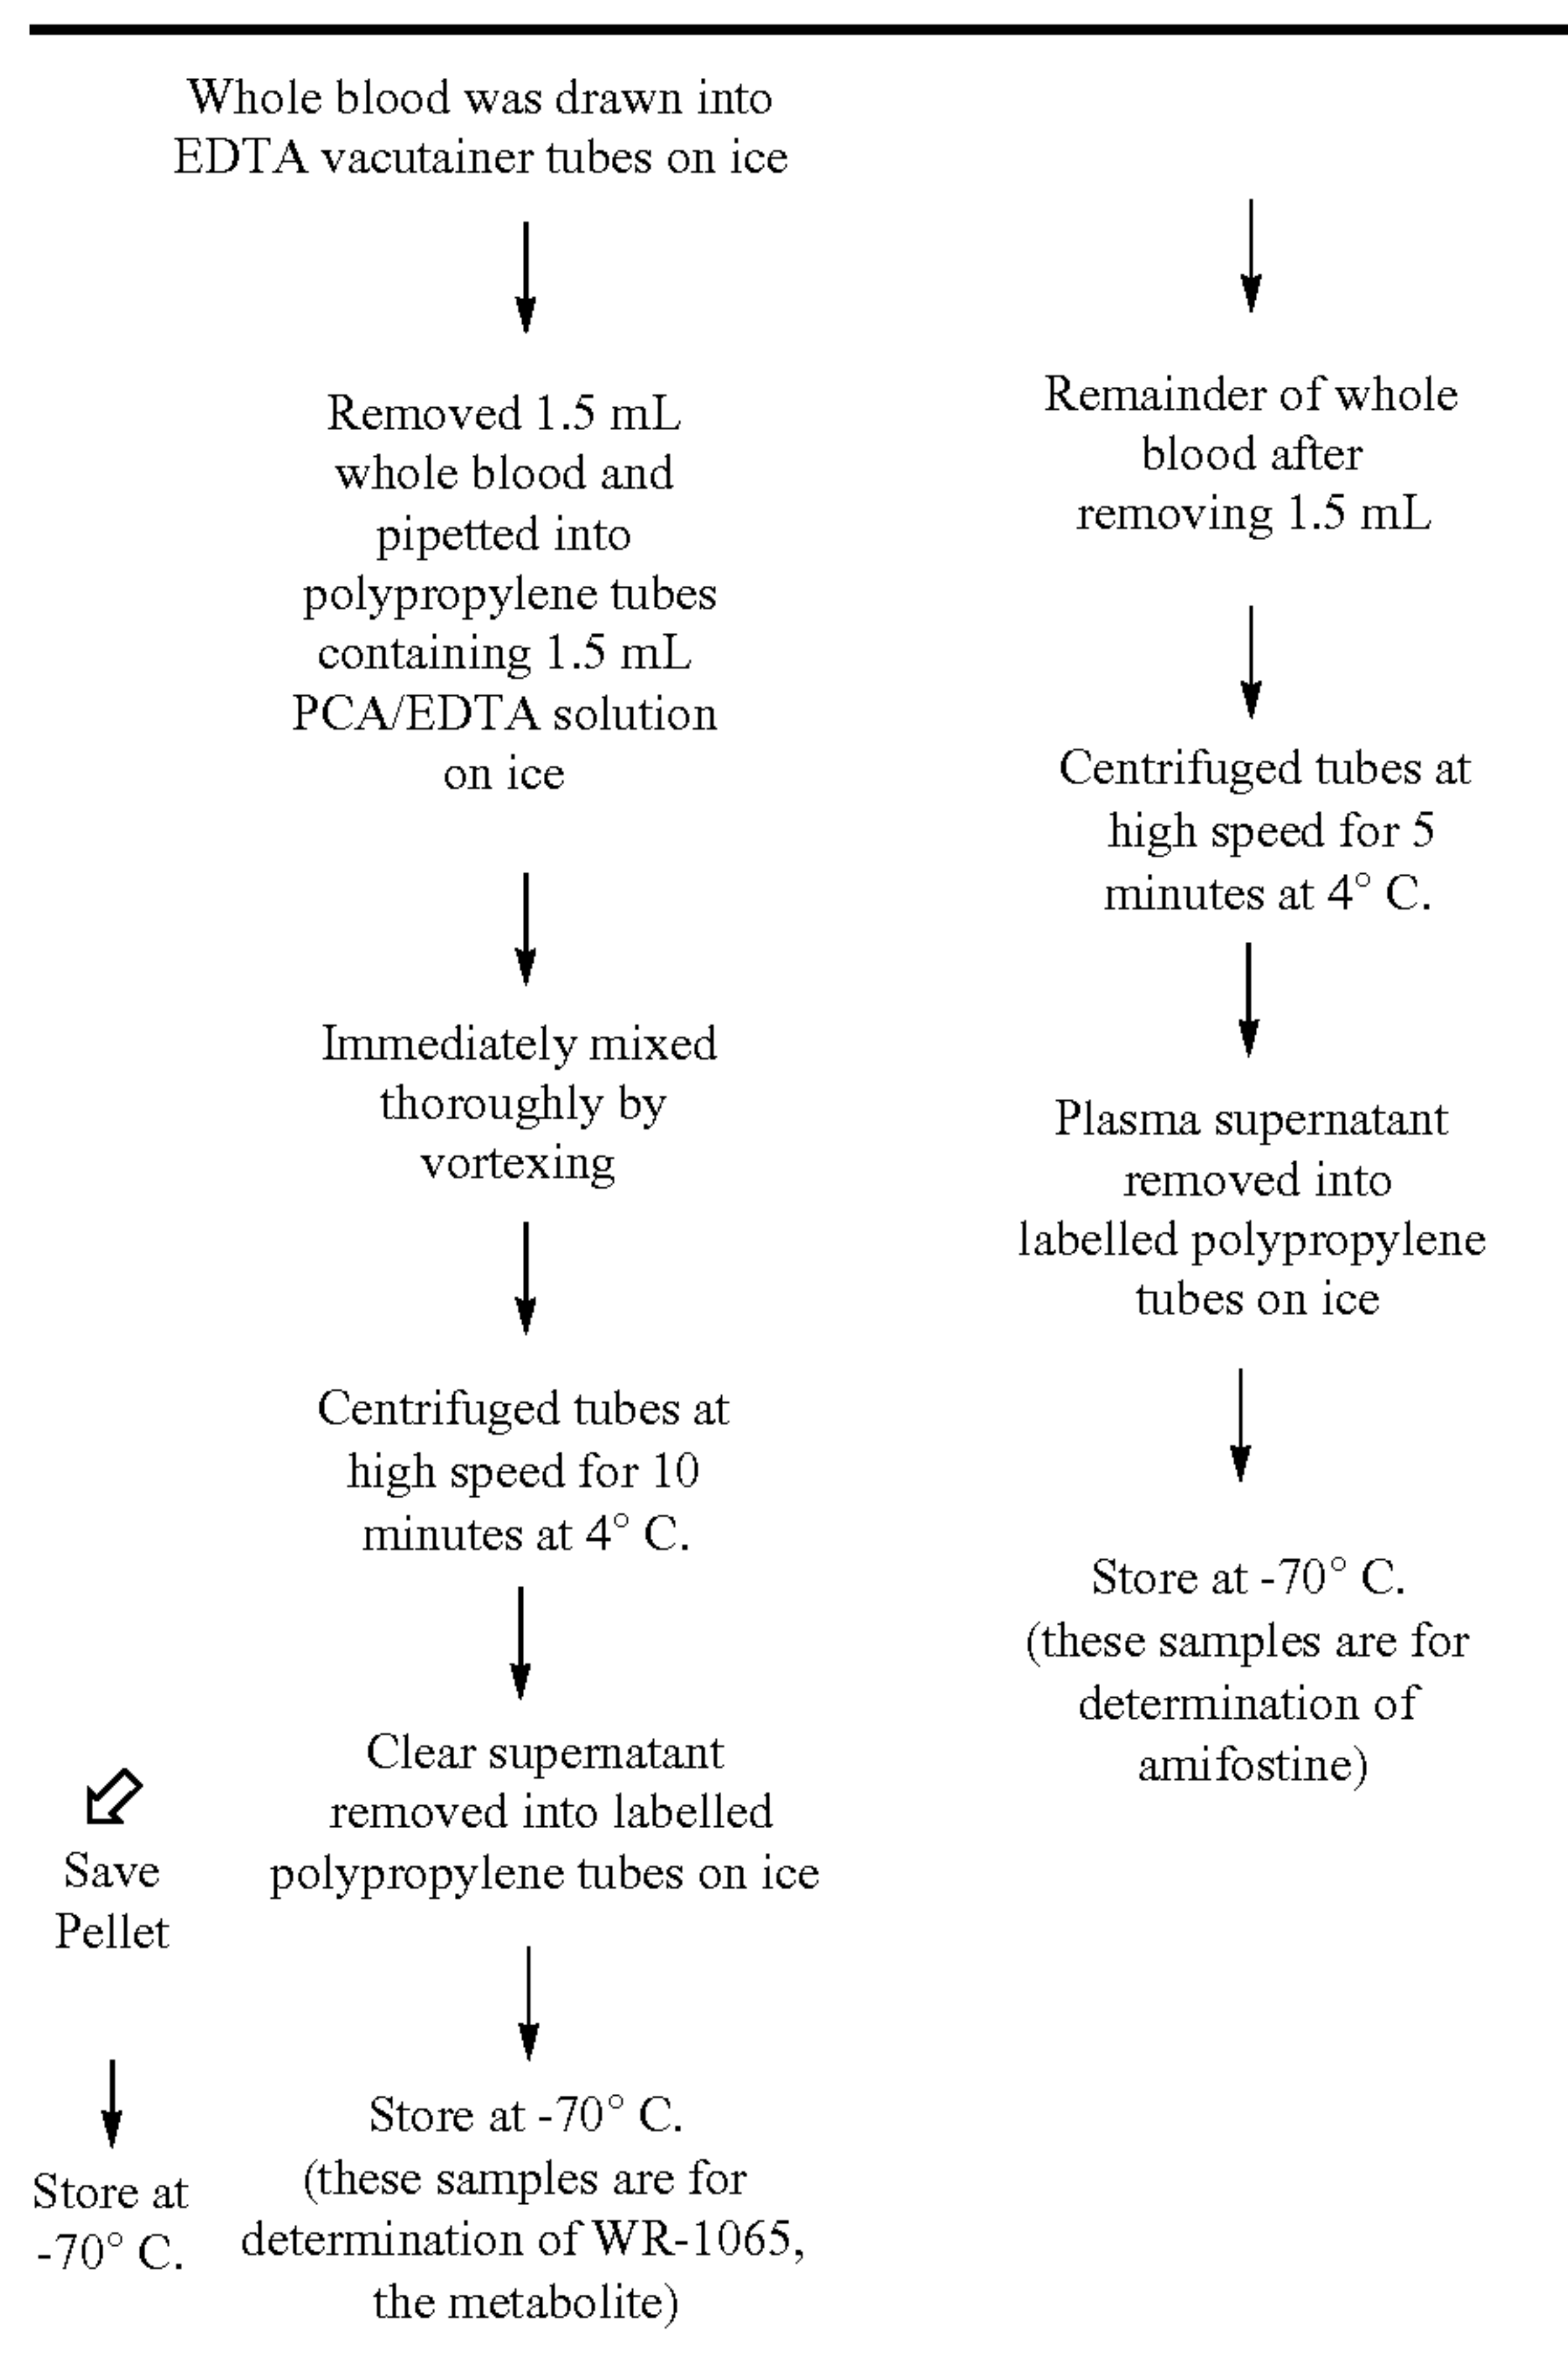 Whole blood was drawn into
EDTA vacutainer tubes on ice
Removed 1.5 mL
whole blood and
pipetted into
polypropylene tubes
containing 1.5 mL
PCA/EDTA solution
on ice
Immediately mixed
thoroughly by
vortexing
Centrifuged tubes at
high speed for 10
minutes at 4° C.
Clear supernatant
removed into labelled
polypropylene tubes on ice
Save
Pellet
Store at
-70° C.
Store at -70° C.
(these samples are for
determination of WR-1065,
the metabolite)
Remainder of whole
blood after
removing 1.5 mL
Centrifuged tubes at
high speed for 5
minutes at 4° C.
Plasma supernatant
removed into
labelled polypropylene
tubes on ice
Store at -70° C.
(these samples are for
determination of
amifostine)